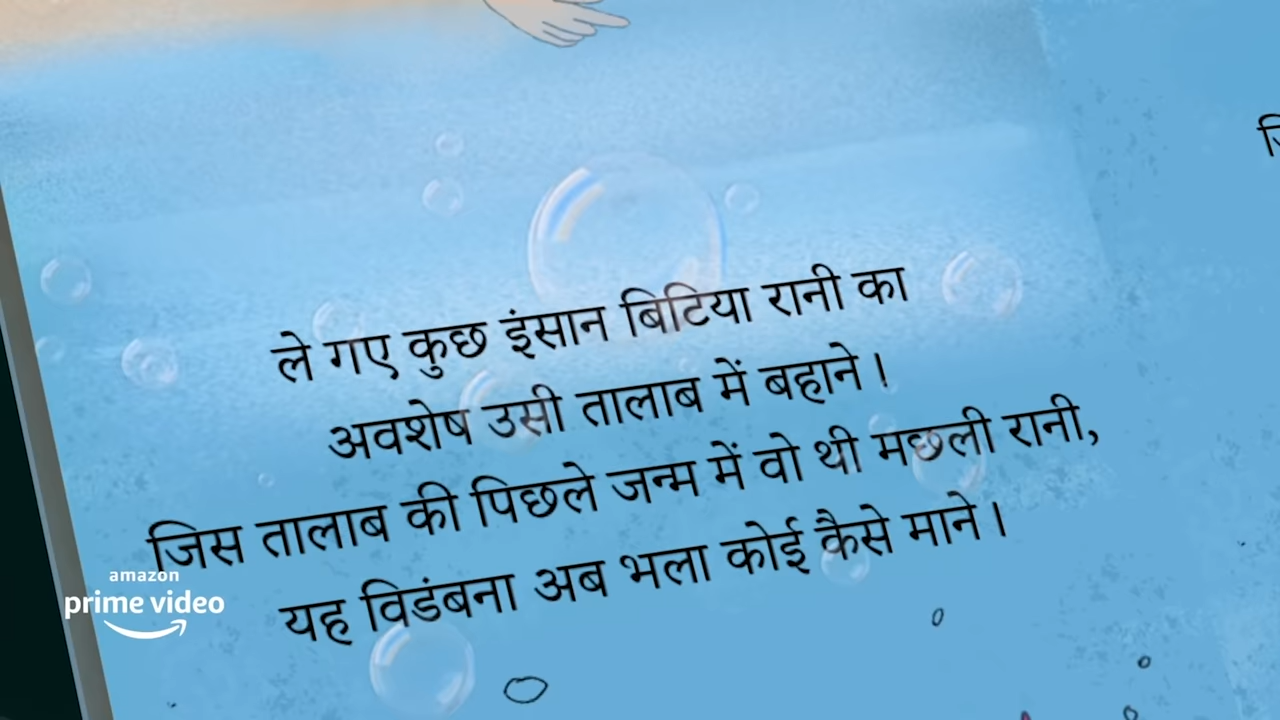 ले गए कुछ इंसान बिटिया रानी का
अवशेष उसी तालाब में बहाने।
जिस तालाब की पिछले जन्म में वो थी मछली रानी,
यह विडंबना अब भला कोई कैसे माने।
amazon
prime video